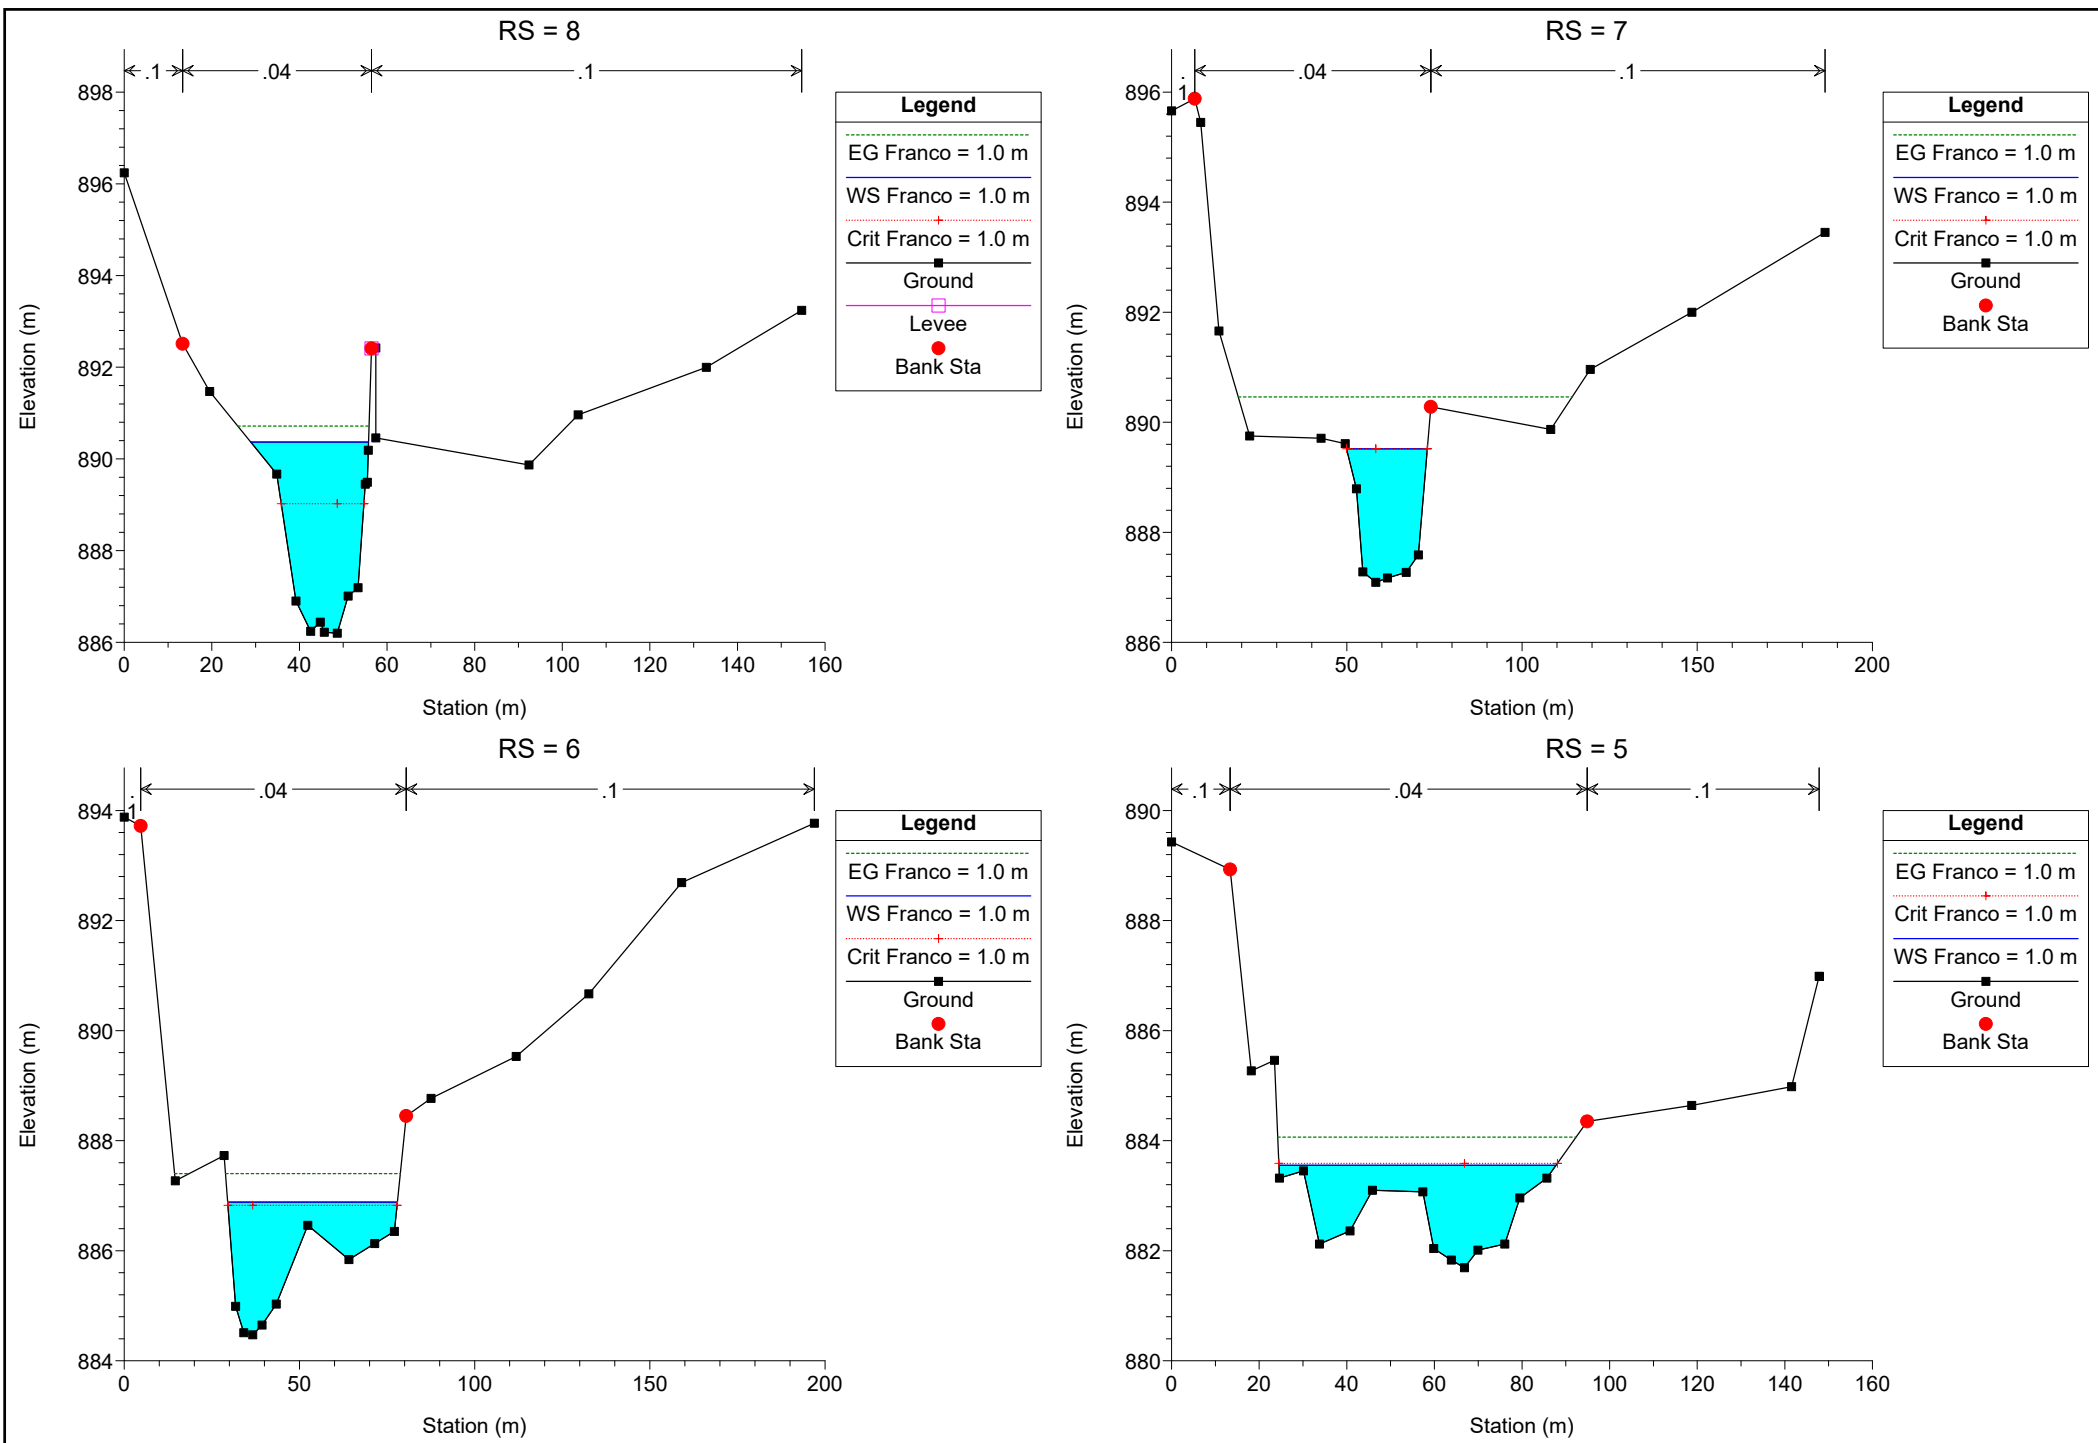 RS = 8
.1 .04 .1
898
896
894
892
890
888
886
0 20 40 60 80 100 120 140 160
Elevation (m)
Station (m)
Legend
EG Franco = 1.0 m
WS Franco = 1.0 m
Crit Franco = 1.0 m
Ground
Levee
Bank Sta
RS = 7
.1 .04 .1
896
894
892
890
888
886
0 50 100 150 200
Elevation (m)
Station (m)
Legend
EG Franco = 1.0 m
WS Franco = 1.0 m
Crit Franco = 1.0 m
Ground
Bank Sta
RS = 6
.1 .04 .1
894
892
890
888
886
884
0 50 100 150 200
Elevation (m)
Station (m)
Legend
EG Franco = 1.0 m
WS Franco = 1.0 m
Crit Franco = 1.0 m
Ground
Bank Sta
RS = 5
.1 .04 .1
890
888
886
884
882
880
0 20 40 60 80 100 120 140 160
Elevation (m)
Station (m)
Legend
EG Franco = 1.0 m
Crit Franco = 1.0 m
WS Franco = 1.0 m
Ground
Bank Sta